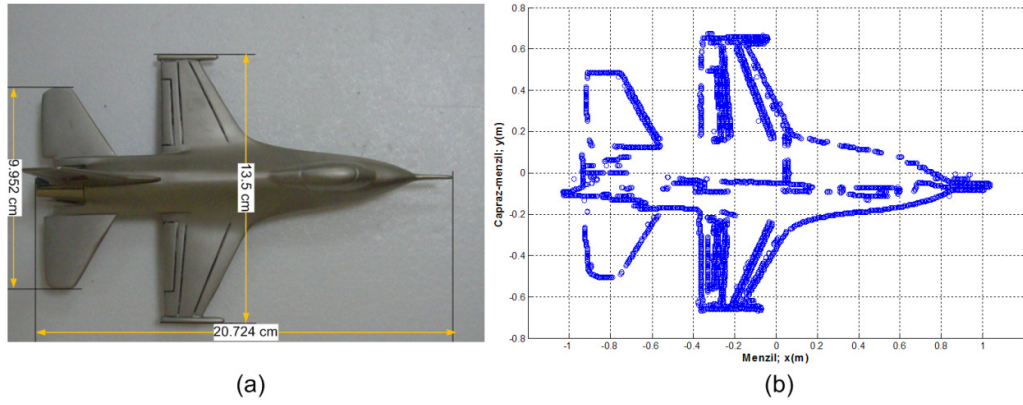 9.952 cm
13.5 cm
20.724 cm
(a)
Capraz-menzil; y(m)
0.8
0.6
0.4
0.2
0
-0.2
-0.4
-0.6
-0.8
-1 -0.8 -0.6 -0.4 -0.2 0 0.2 0.4 0.6 0.8 1
Menzil; x(m)
(b)